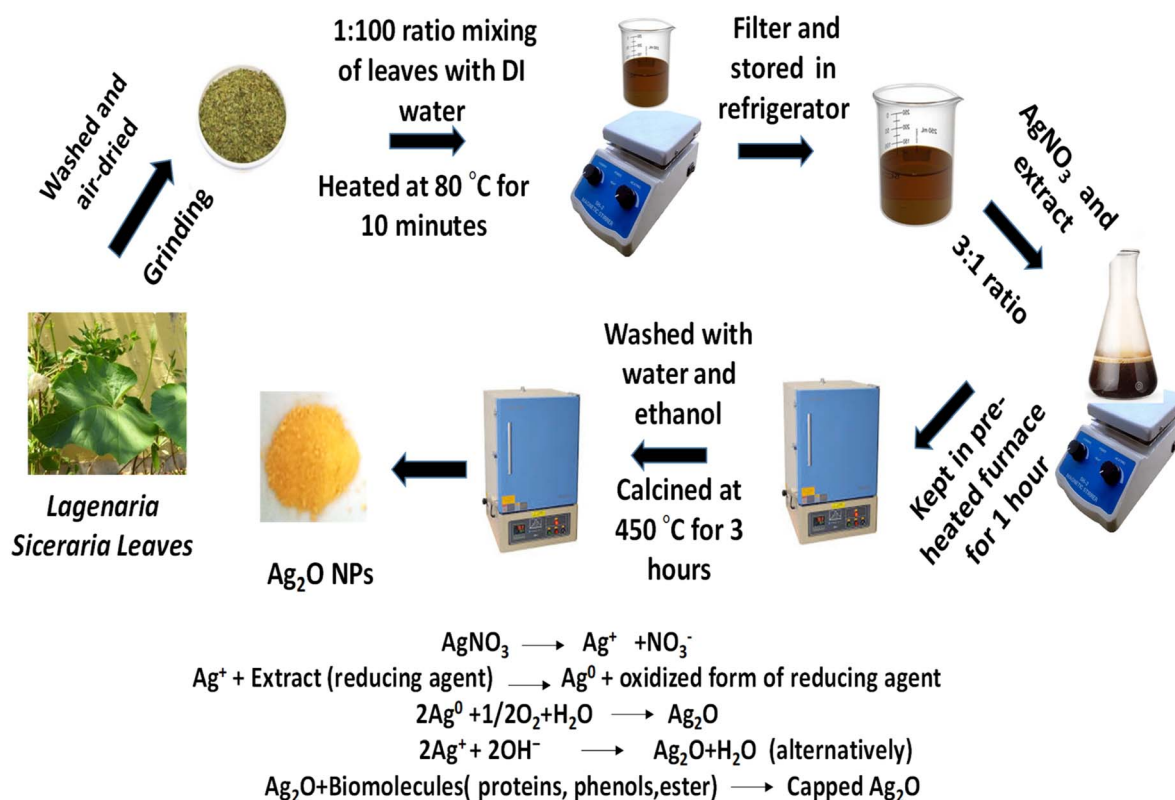 Washed and
air-dried
Grinding
1:100 ratio mixing
of leaves with DI
water
Heated at 80 °C for
10 minutes
Filter and
stored in
refrigerator
AgNO₃ and
extract
3:1 ratio
Kept in pre-
heated furnace
for 1 hour
Washed with
water and
ethanol
Calcined at
450 °C for 3
hours
Ag₂O NPs
Lagenaria
Siceraria Leaves
AgNO₃ ⟶ Ag⁺ +NO₃⁻
Ag⁺ + Extract (reducing agent) ⟶ Ag⁰ + oxidized form of reducing agent
2Ag⁰ +1/2O₂+H₂O ⟶ Ag₂O
2Ag⁺ + 2OH⁻ ⟶ Ag₂O+H₂O (alternatively)
Ag₂O+Biomolecules( proteins, phenols,ester) ⟶ Capped Ag₂O